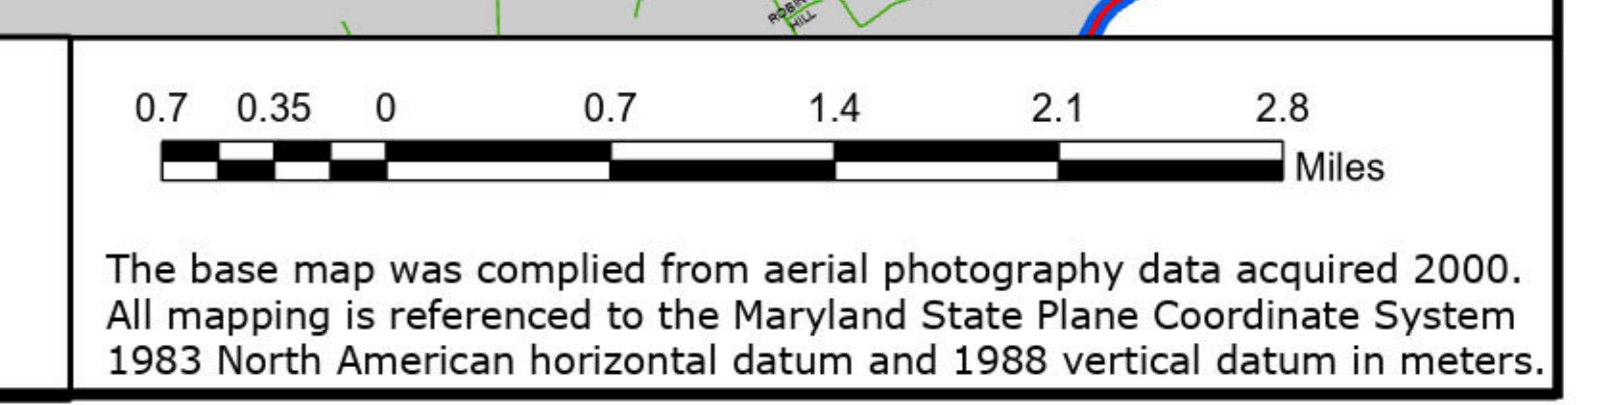 ROBIN
HILL
0.7 0.35 0 0.7 1.4 2.1 2.8
Miles
The base map was complied from aerial photography data acquired 2000.
All mapping is referenced to the Maryland State Plane Coordinate System
1983 North American horizontal datum and 1988 vertical datum in meters.